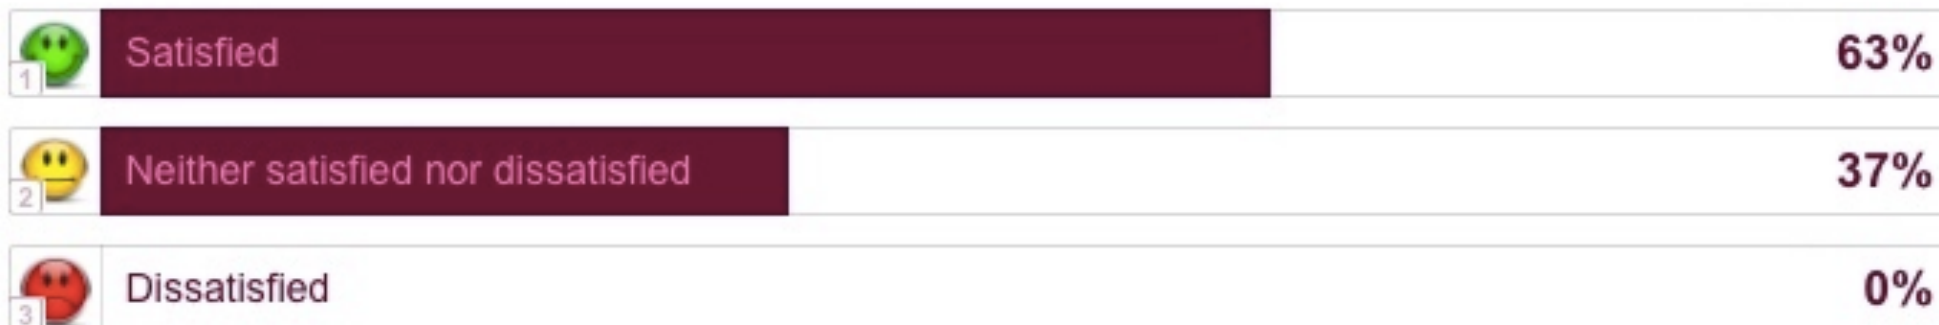 1 Satisfied 63%
2 Neither satisfied nor dissatisfied 37%
3 Dissatisfied 0%